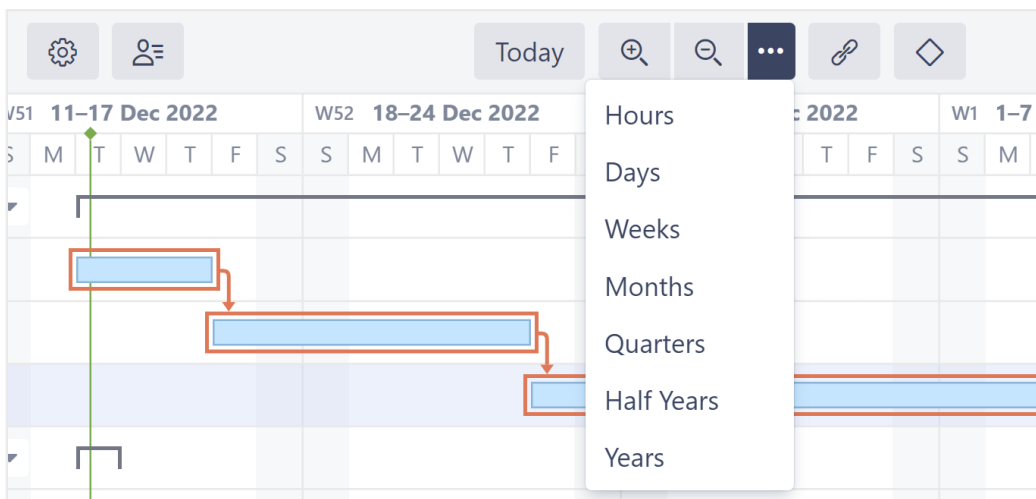 Today
W51 11–17 Dec 2022 W52 18–24 Dec 2022 2022 W1 1–7
S M T W T F S S M T W T F T F S S M
Hours
Days
Weeks
Months
Quarters
Half Years
Years